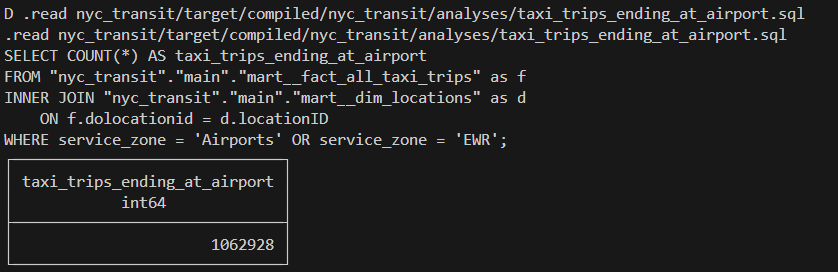 D .read nyc_transit/target/compiled/nyc_transit/analyses/taxi_trips_ending_at_airport.sql
.read nyc_transit/target/compiled/nyc_transit/analyses/taxi_trips_ending_at_airport.sql
SELECT COUNT(*) AS taxi_trips_ending_at_airport
FROM "nyc_transit"."main"."mart__fact_all_taxi_trips" as f
INNER JOIN "nyc_transit"."main"."mart__dim_locations" as d
    ON f.dolocationid = d.locationID
WHERE service_zone = 'Airports' OR service_zone = 'EWR';
taxi_trips_ending_at_airport
int64
1062928